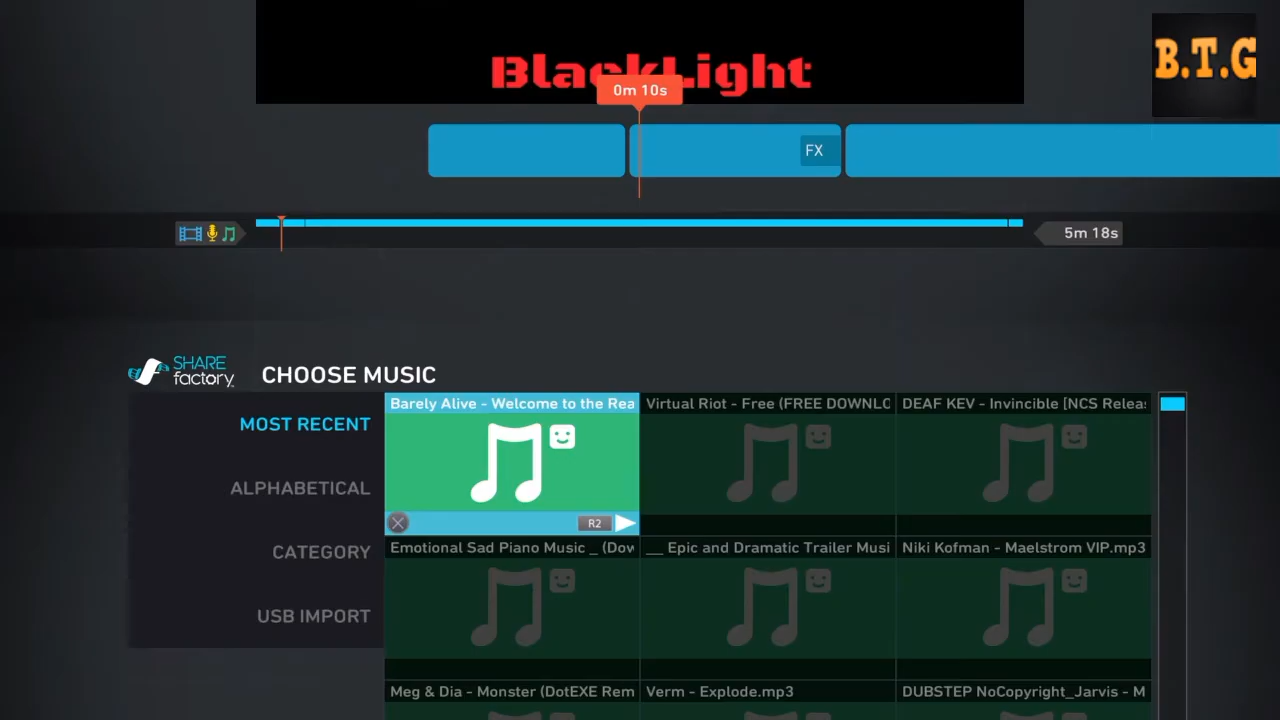 BlackLight
B.T.G
0m 10s
FX
5m 18s
SHARE
factory
CHOOSE MUSIC
MOST RECENT
ALPHABETICAL
CATEGORY
USB IMPORT
Barely Alive - Welcome to the Rea
Virtual Riot - Free (FREE DOWNLO
DEAF KEV - Invincible [NCS Releas
R2
Emotional Sad Piano Music _ (Dow
__ Epic and Dramatic Trailer Musi
Niki Kofman - Maelstrom VIP.mp3
Meg & Dia - Monster (DotEXE Rem
Verm - Explode.mp3
DUBSTEP NoCopyright_Jarvis - M